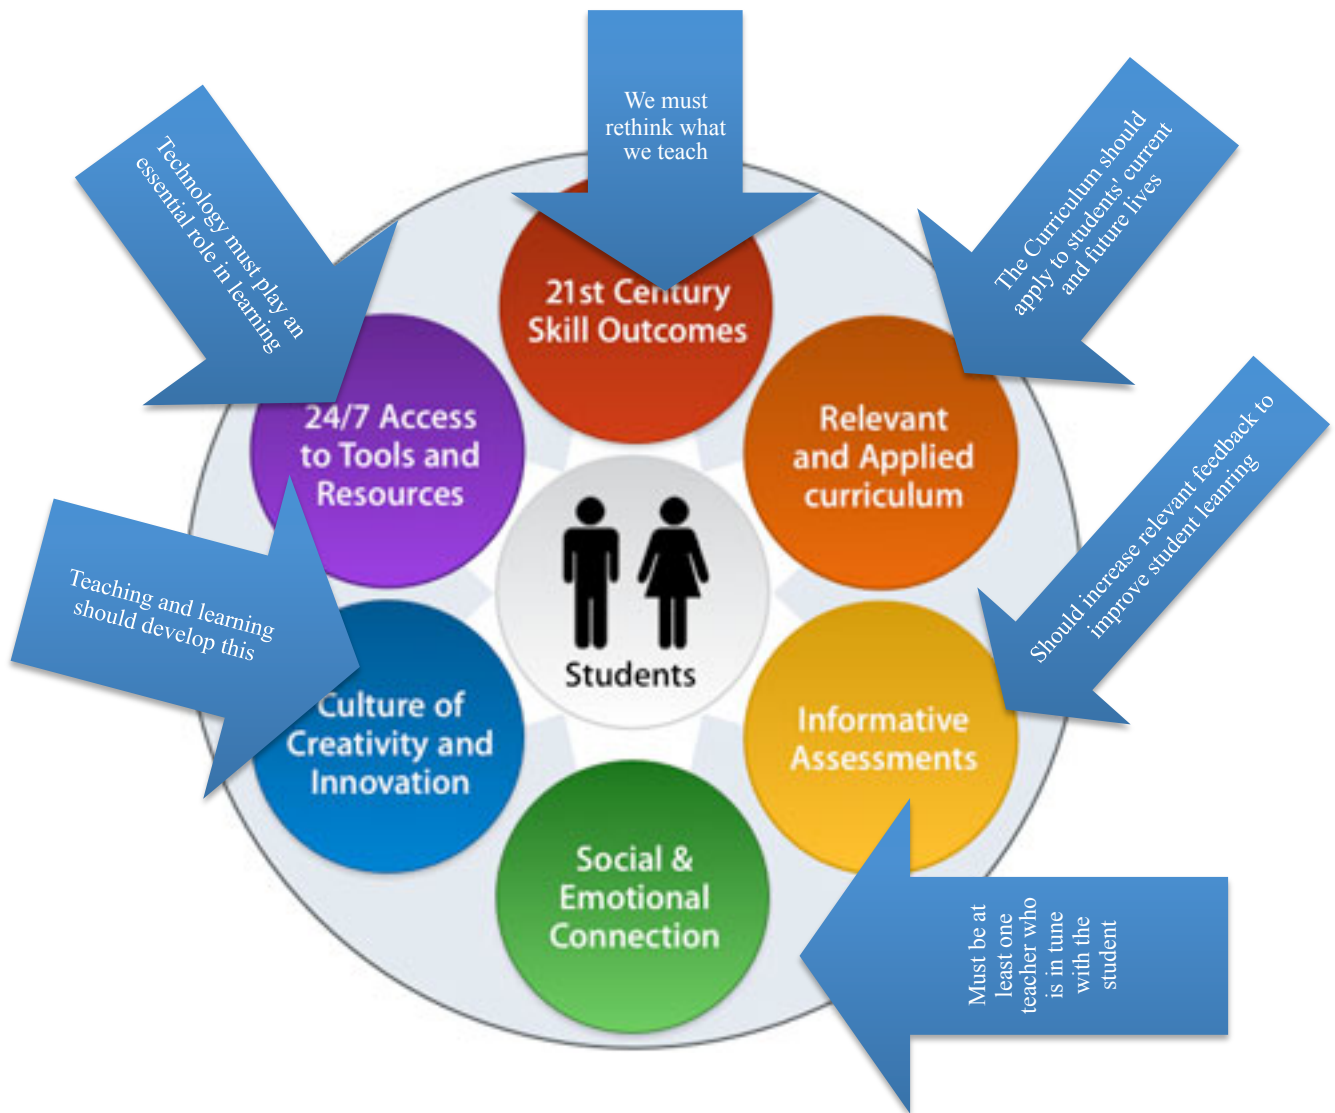 We must
rethink what
we teach
Technology must play an
essential role in learning
The Curriculum should
apply to students' current
and future lives
21st Century
Skill Outcomes
24/7 Access
to Tools and
Resources
Relevant
and Applied
curriculum
Should increase relevant feedback to
improve student leanring
Teaching and learning
should develop this
Students
Culture of
Creativity and
Innovation
Informative
Assessments
Social &
Emotional
Connection
Must be at
least one
teacher who
is in tune
with the
student